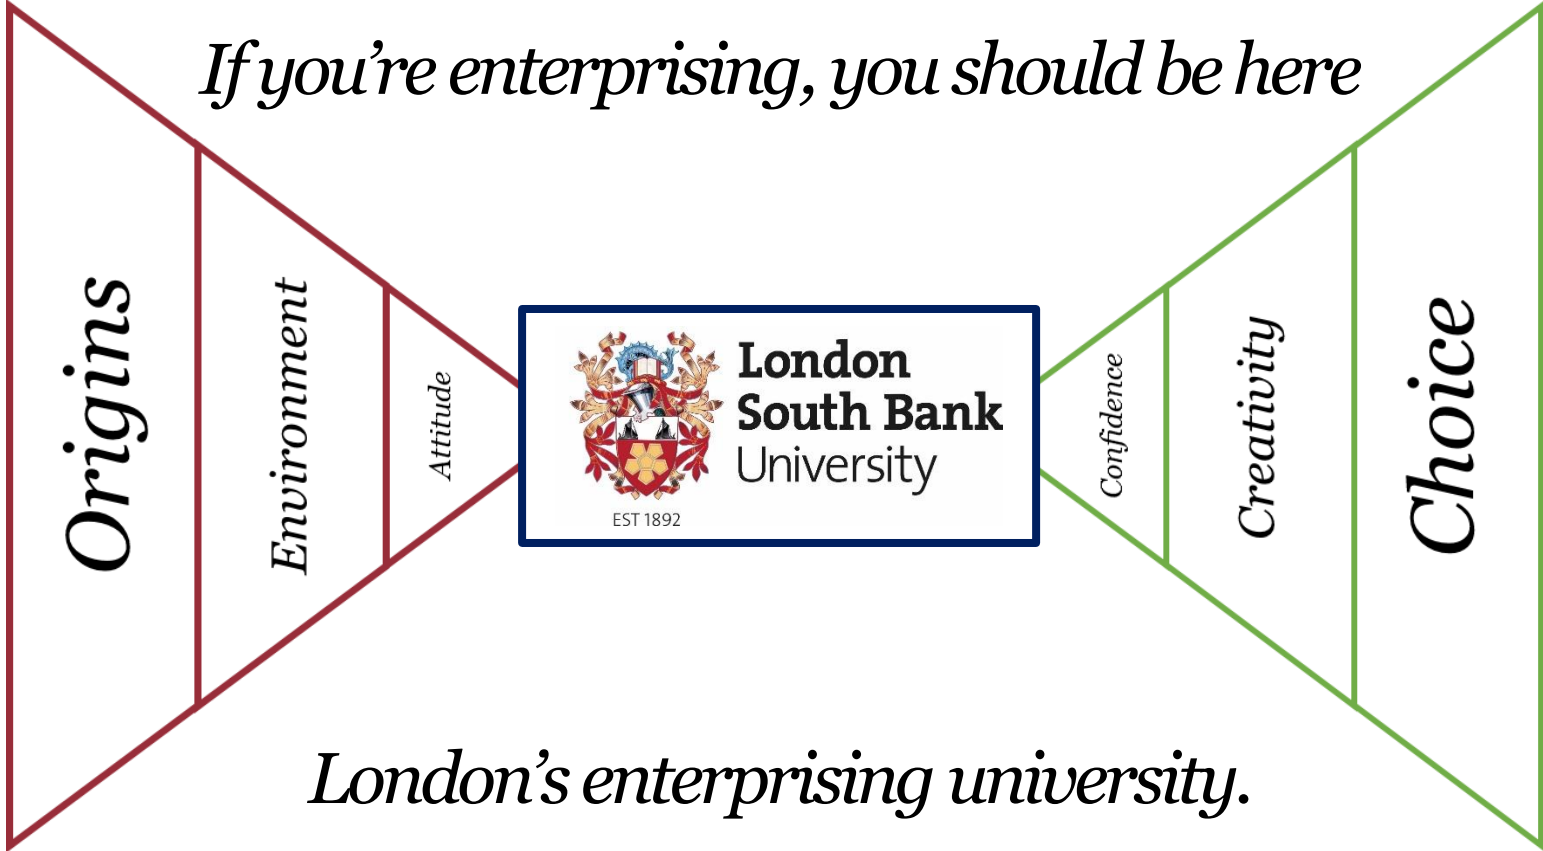 If you’re enterprising, you should be here
Origins
Environment
Attitude
London
South Bank
University
EST 1892
Confidence
Creativity
Choice
London’s enterprising university.